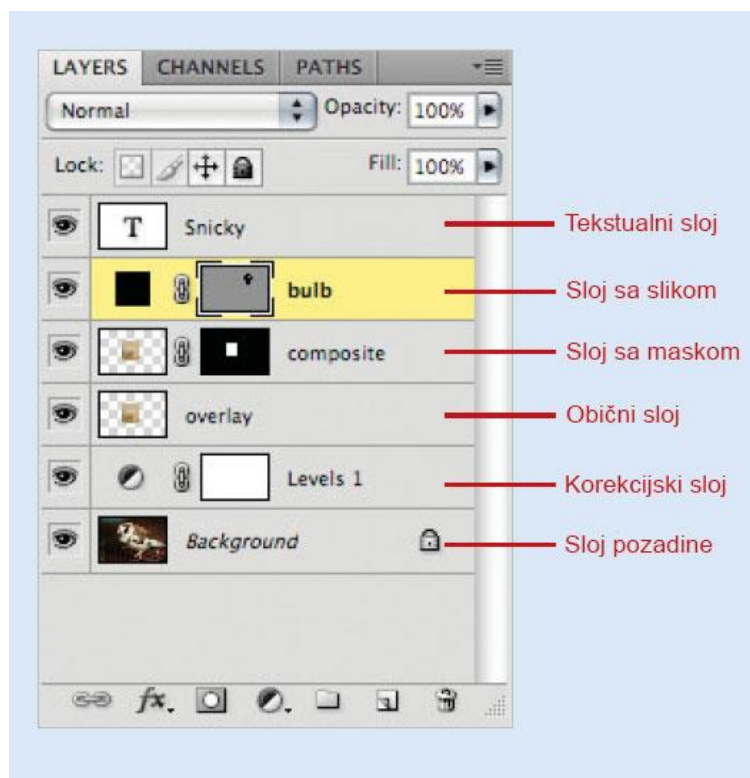 LAYERS CHANNELS PATHS
Normal Opacity: 100%
Lock: Fill: 100%
T Snicky Tekstualni sloj
bulb Sloj sa slikom
composite Sloj sa maskom
overlay Obični sloj
Levels 1 Korekcijski sloj
Background Sloj pozadine
fx.